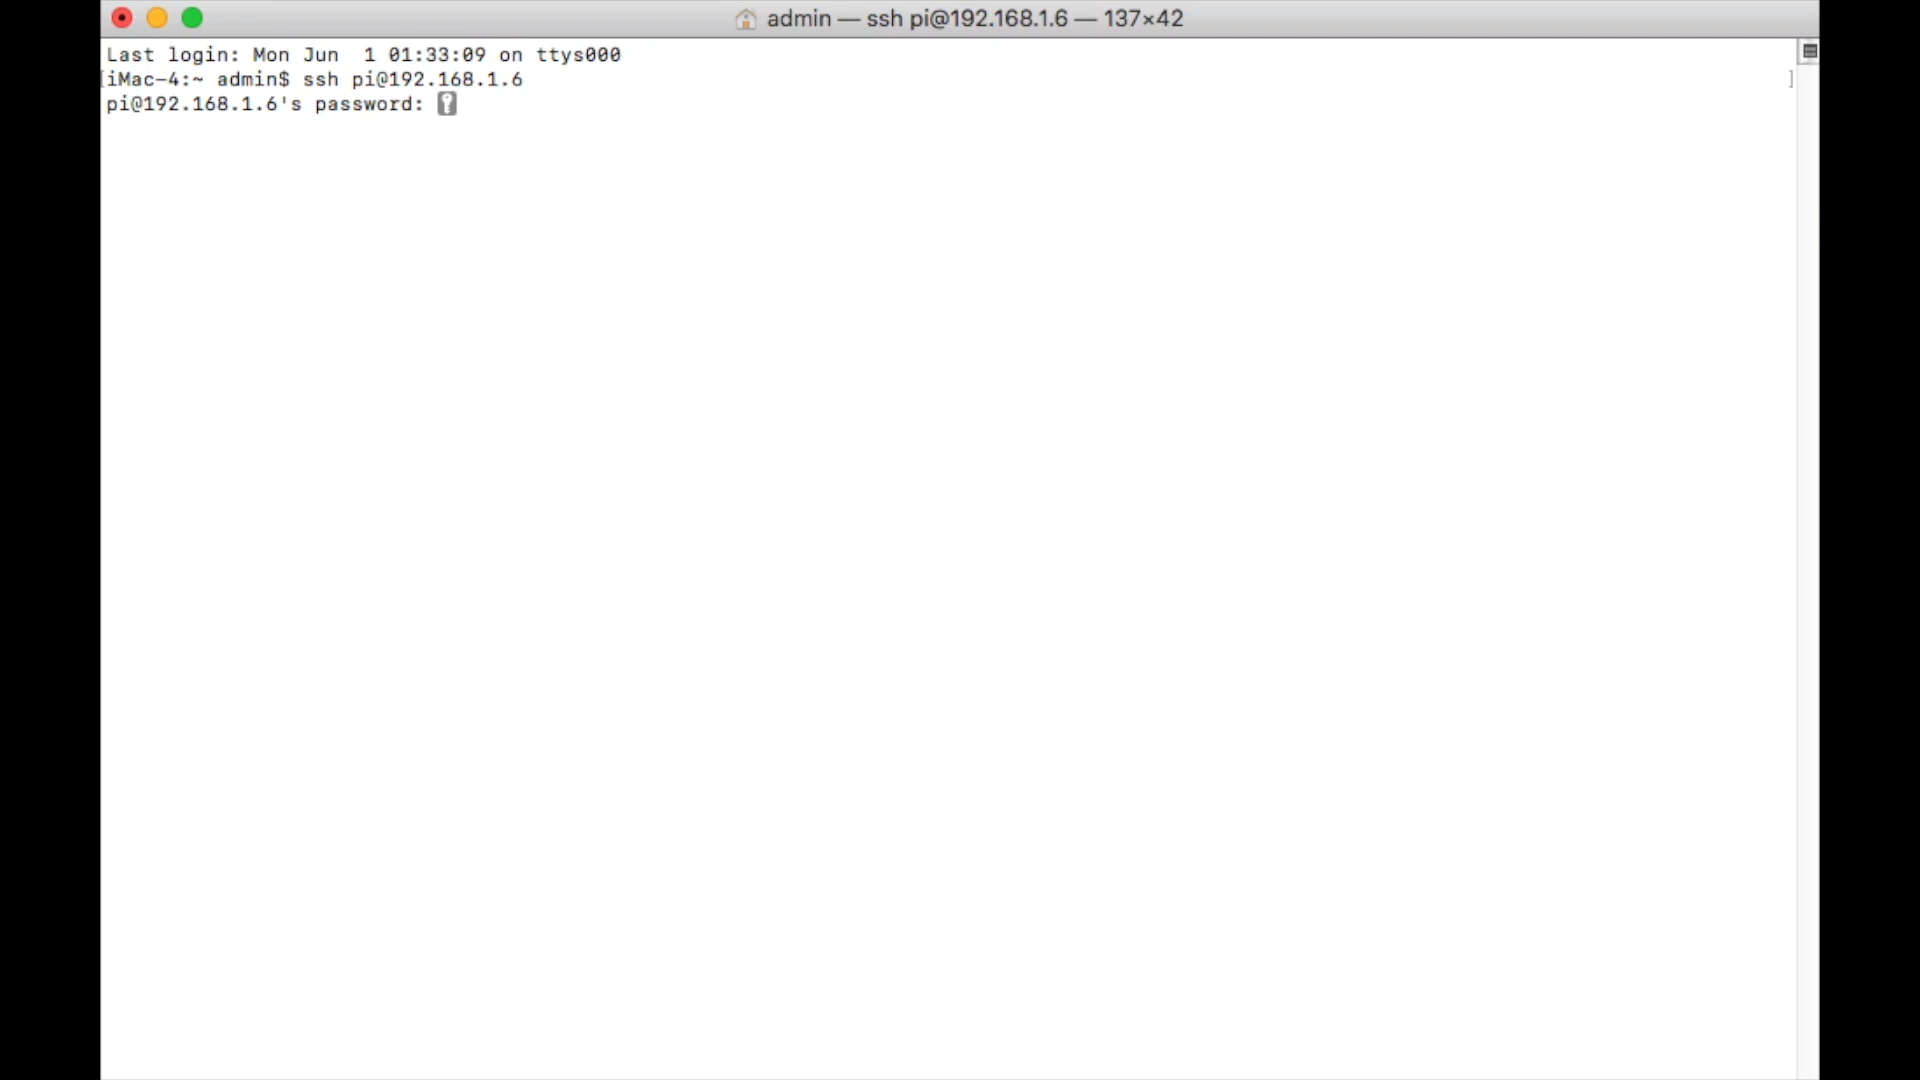 admin — ssh pi@192.168.1.6 — 137×42
Last login: Mon Jun  1 01:33:09 on ttys000
[iMac-4:~ admin$ ssh pi@192.168.1.6 ]
pi@192.168.1.6's password: